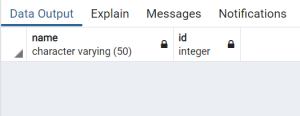 Data Output Explain Messages Notifications
name id
character varying (50) integer